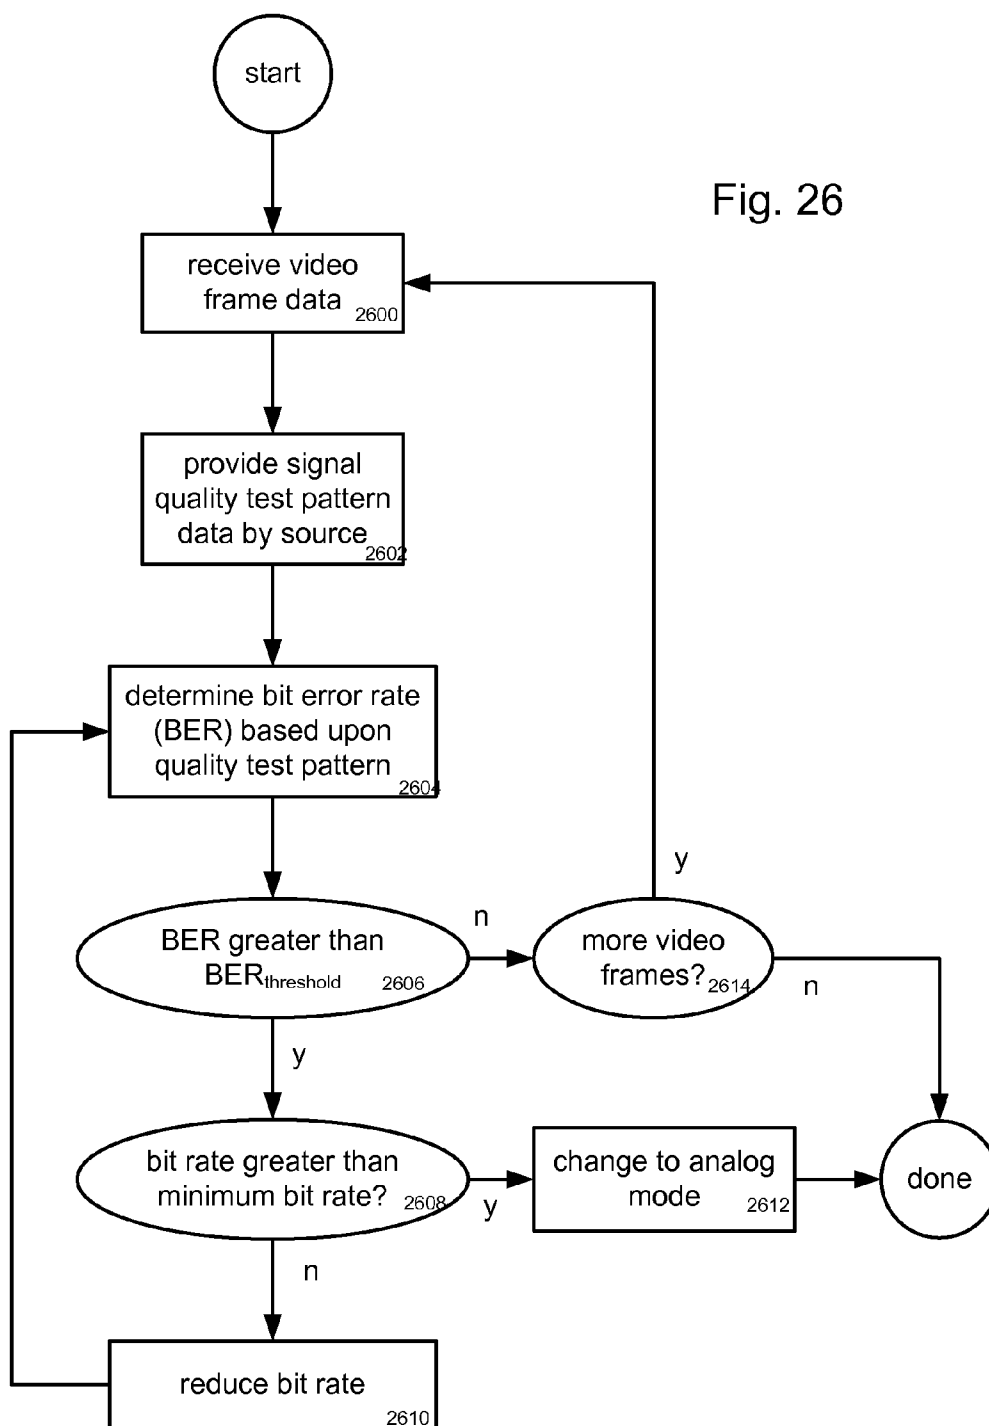 start
Fig. 26
receive video
frame data
2600
provide signal
quality test pattern
data by source
2602
determine bit error rate
(BER) based upon
quality test pattern
2604
y
BER greater than
BERthreshold 2606
n
more video
frames? 2614
n
y
bit rate greater than
minimum bit rate? 2608
y
change to analog
mode 2612
done
n
reduce bit rate
2610